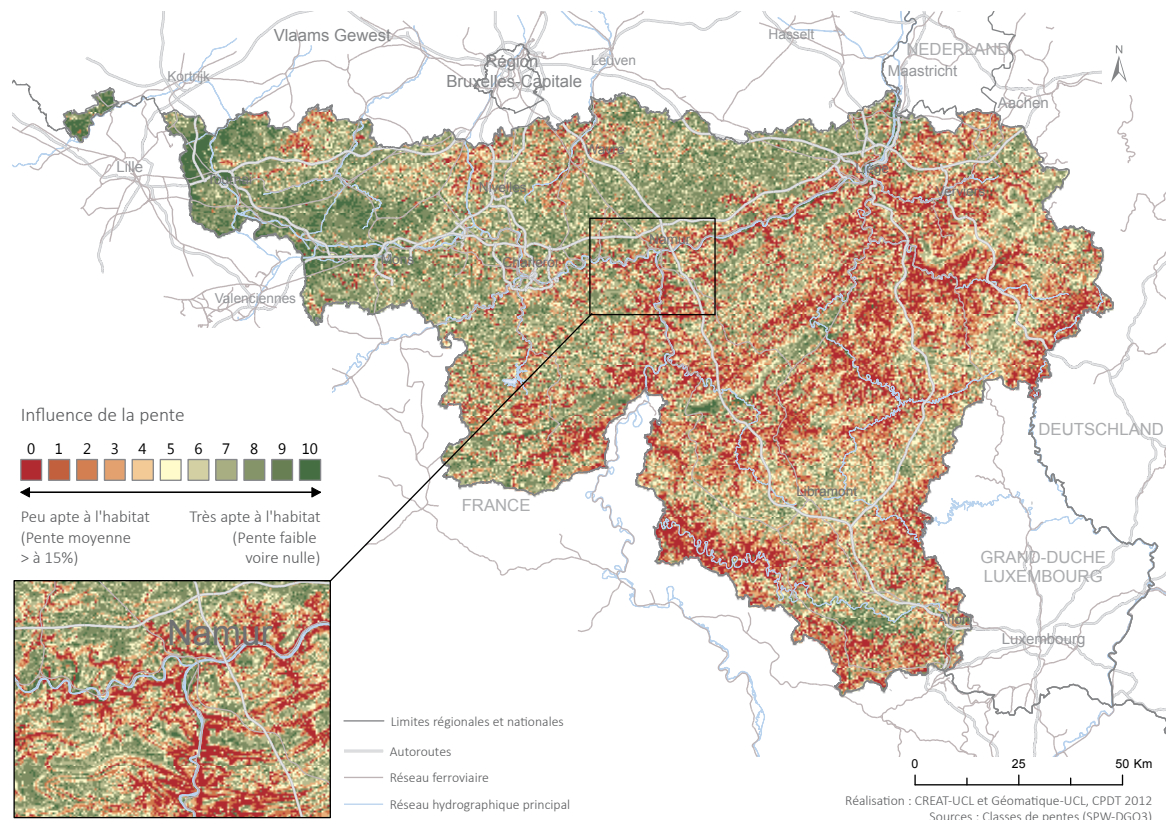 Vlaams Gewest
Hasselt
NEDERLAND
Maastricht
Kortrijk
Région
Bruxelles-Capitale
Leuven
Aachen
N
Lille
Wavre
Nivelles
Liège
Verviers
Namur
Mons
Charleroi
Valenciennes
Influence de la pente
0 1 2 3 4 5 6 7 8 9 10
Peu apte à l'habitat
(Pente moyenne
> à 15%)
Très apte à l'habitat
(Pente faible
voire nulle)
DEUTSCHLAND
FRANCE
Libramont
GRAND-DUCHE
LUXEMBOURG
Arlon
Luxembourg
Namur
Limites régionales et nationales
Autoroutes
Réseau ferroviaire
Réseau hydrographique principal
0 25 50 Km
Réalisation : CREAT-UCL et Géomatique-UCL, CPDT 2012
Sources : Classes de pentes (SPW-DGO3)